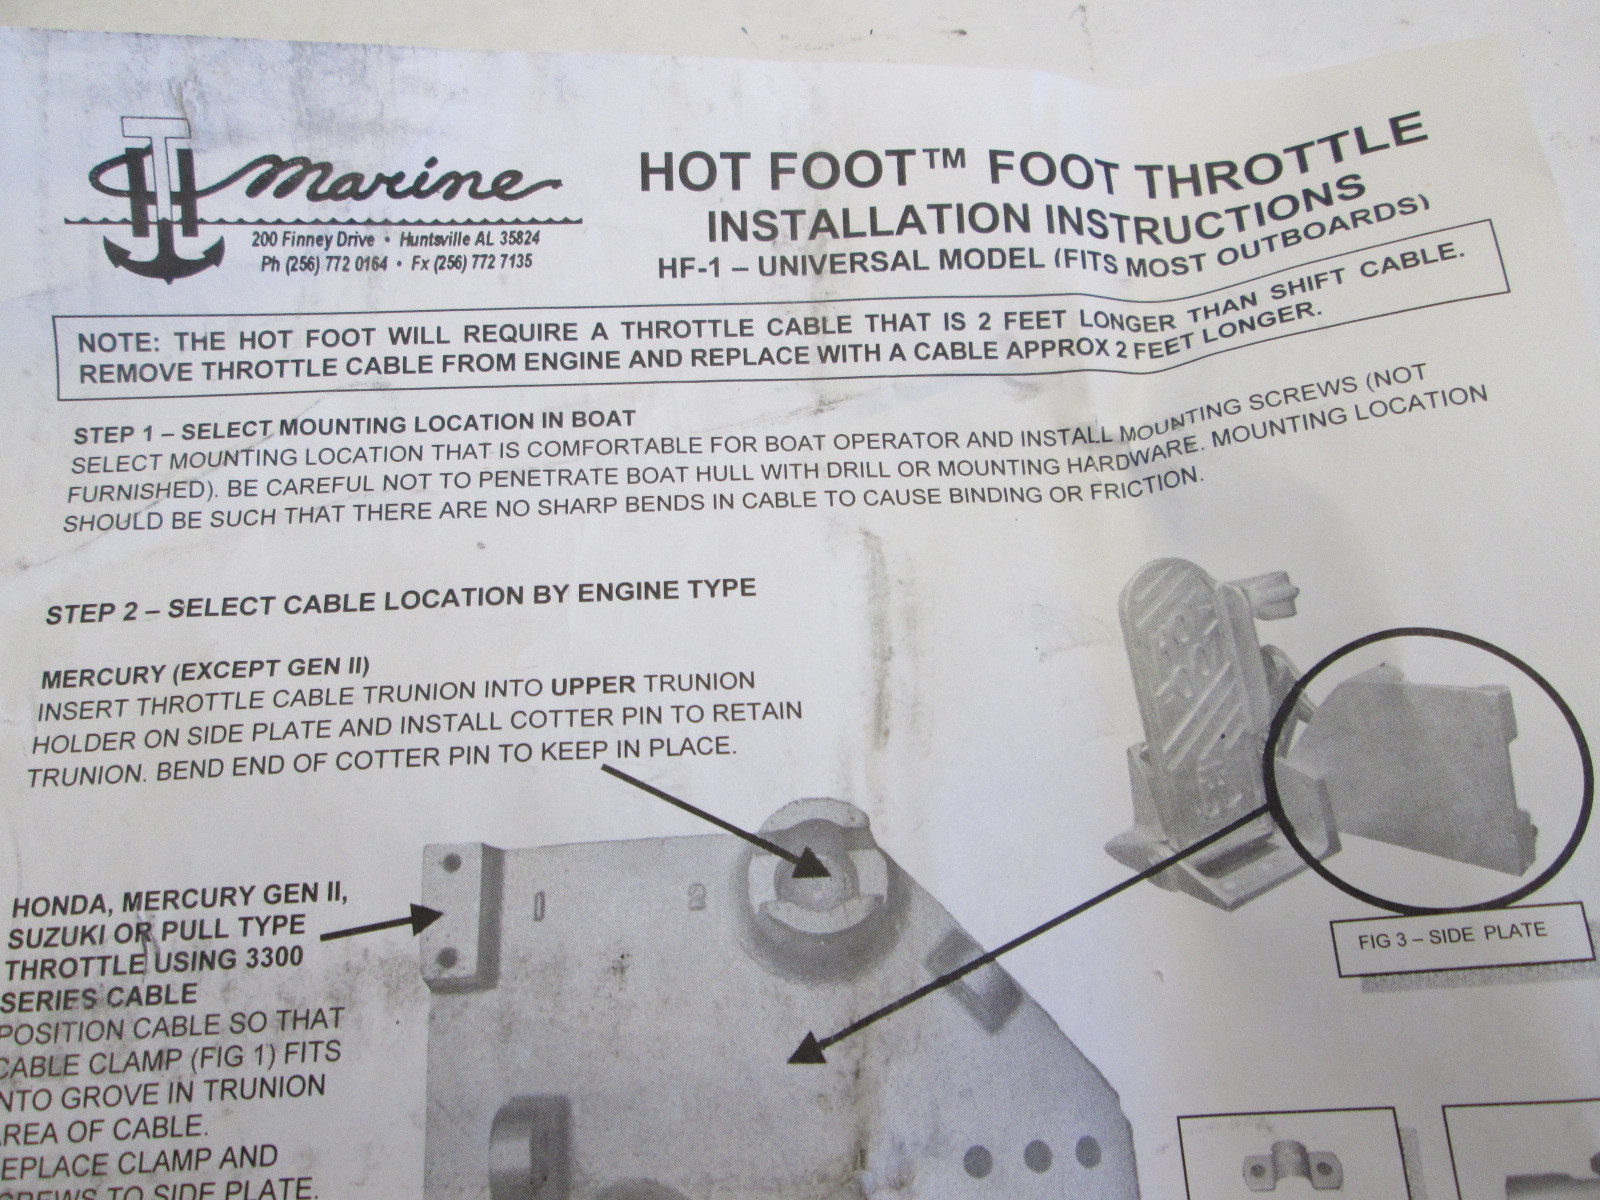 TH Marine
200 Finney Drive • Huntsville AL 35824
Ph (256) 772 0164 • Fx (256) 772 7135
HOT FOOT™ FOOT THROTTLE
INSTALLATION INSTRUCTIONS
HF-1 – UNIVERSAL MODEL (FITS MOST OUTBOARDS)
NOTE: THE HOT FOOT WILL REQUIRE A THROTTLE CABLE THAT IS 2 FEET LONGER THAN SHIFT CABLE.
REMOVE THROTTLE CABLE FROM ENGINE AND REPLACE WITH A CABLE APPROX 2 FEET LONGER.
STEP 1 – SELECT MOUNTING LOCATION IN BOAT
SELECT MOUNTING LOCATION THAT IS COMFORTABLE FOR BOAT OPERATOR AND INSTALL MOUNTING SCREWS (NOT
FURNISHED). BE CAREFUL NOT TO PENETRATE BOAT HULL WITH DRILL OR MOUNTING HARDWARE. MOUNTING LOCATION
SHOULD BE SUCH THAT THERE ARE NO SHARP BENDS IN CABLE TO CAUSE BINDING OR FRICTION.
STEP 2 – SELECT CABLE LOCATION BY ENGINE TYPE
MERCURY (EXCEPT GEN II)
INSERT THROTTLE CABLE TRUNION INTO UPPER TRUNION
HOLDER ON SIDE PLATE AND INSTALL COTTER PIN TO RETAIN
TRUNION. BEND END OF COTTER PIN TO KEEP IN PLACE.
HONDA, MERCURY GEN II,
SUZUKI OR PULL TYPE
THROTTLE USING 3300
SERIES CABLE
POSITION CABLE SO THAT
CABLE CLAMP (FIG 1) FITS
NTO GROVE IN TRUNION
AREA OF CABLE.
EPLACE CLAMP AND
CREWS TO SIDE PLATE.
2
HOT
FOOT
FIG 3 – SIDE PLATE